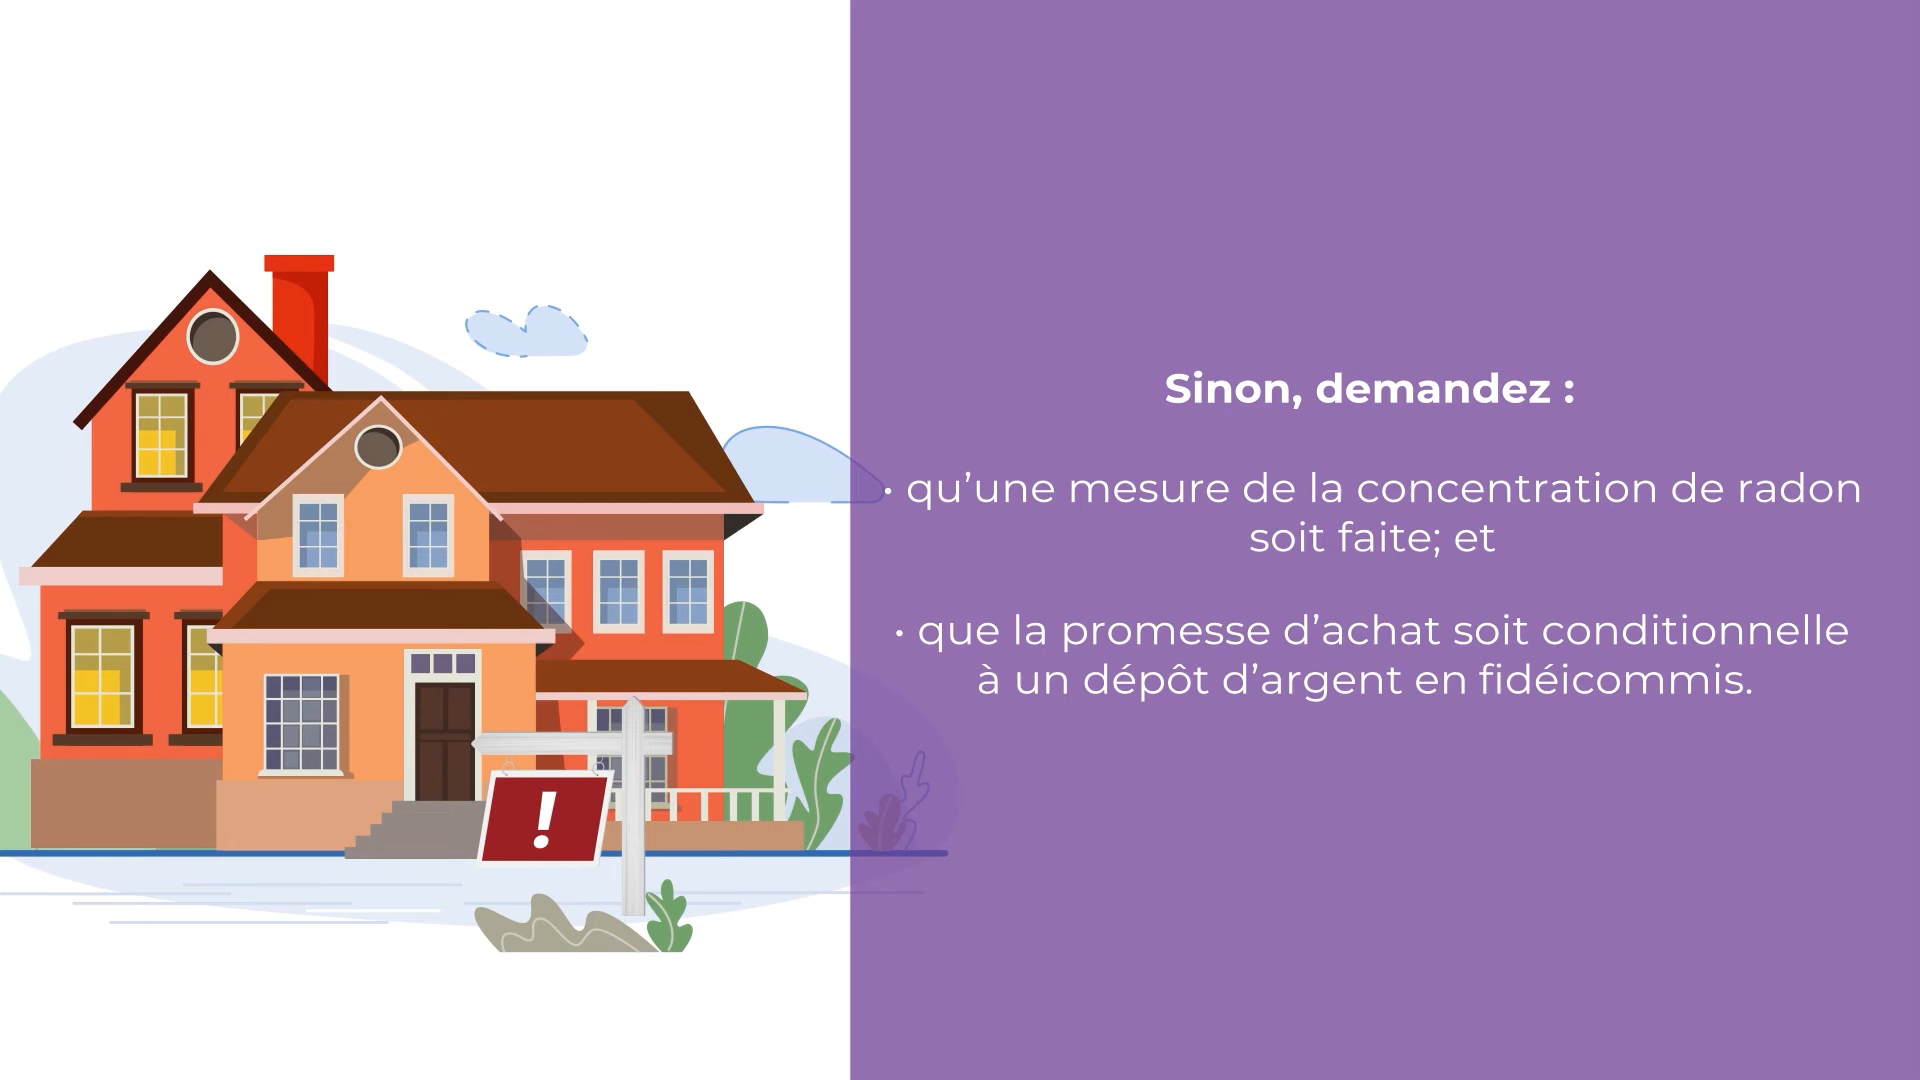 Sinon, demandez :
· qu’une mesure de la concentration de radon
soit faite; et
· que la promesse d’achat soit conditionnelle
à un dépôt d’argent en fidéicommis.
!